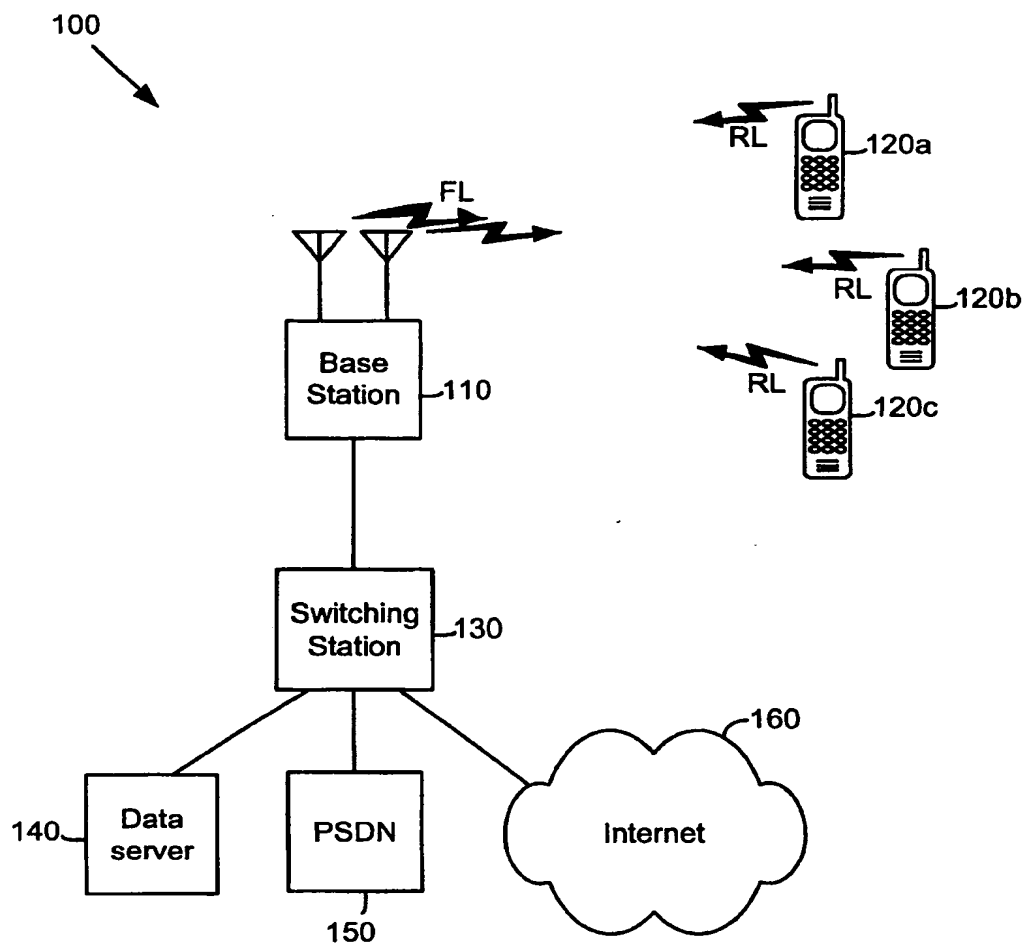 100
RL
120a
FL
RL
120b
Base
Station
110
RL
120c
Switching
Station
130
160
140
Data
server
PSDN
Internet
150